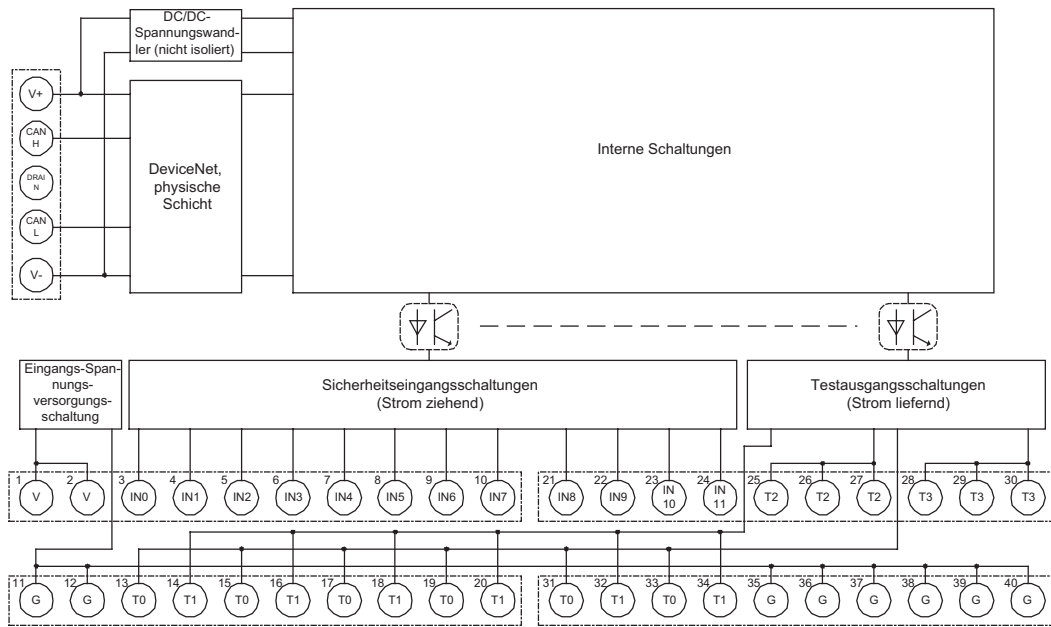 DC/DC-
Spannungswand-
ler (nicht isoliert)
V+
CAN
H
DRAI
N
CAN
L
V-
DeviceNet,
physische
Schicht
Interne Schaltungen
Eingangs-Span-
nungs-
versorgungs-
schaltung
Sicherheitseingangsschaltungen
(Strom ziehend)
Testausgangsschaltungen
(Strom liefernd)
1 2 3 4 5 6 7 8 9 10 21 22 23 24 25 26 27 28 29 30
V V IN0 IN1 IN2 IN3 IN4 IN5 IN6 IN7 IN8 IN9 IN 10 IN 11 T2 T2 T2 T3 T3 T3
11 12 13 14 15 16 17 18 19 20 31 32 33 34 35 36 37 38 39 40
G G T0 T1 T0 T1 T0 T1 T0 T1 T0 T1 T0 T1 G G G G G G